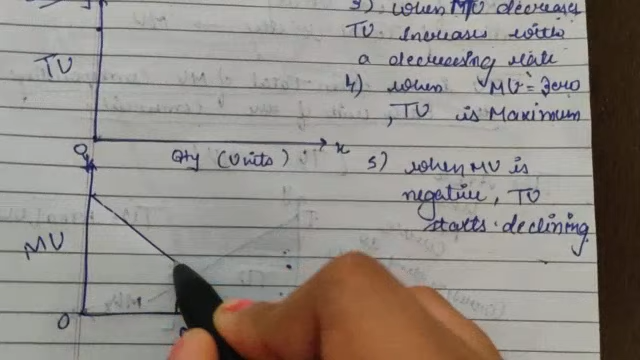 3) when MU decreases
TU increases with
a decreasing rate
4) when MU = Zero
, TU is Maximum
5) when MU is
negative, TU
starts declining
TU
O
Qty (Units)
x
MU
O